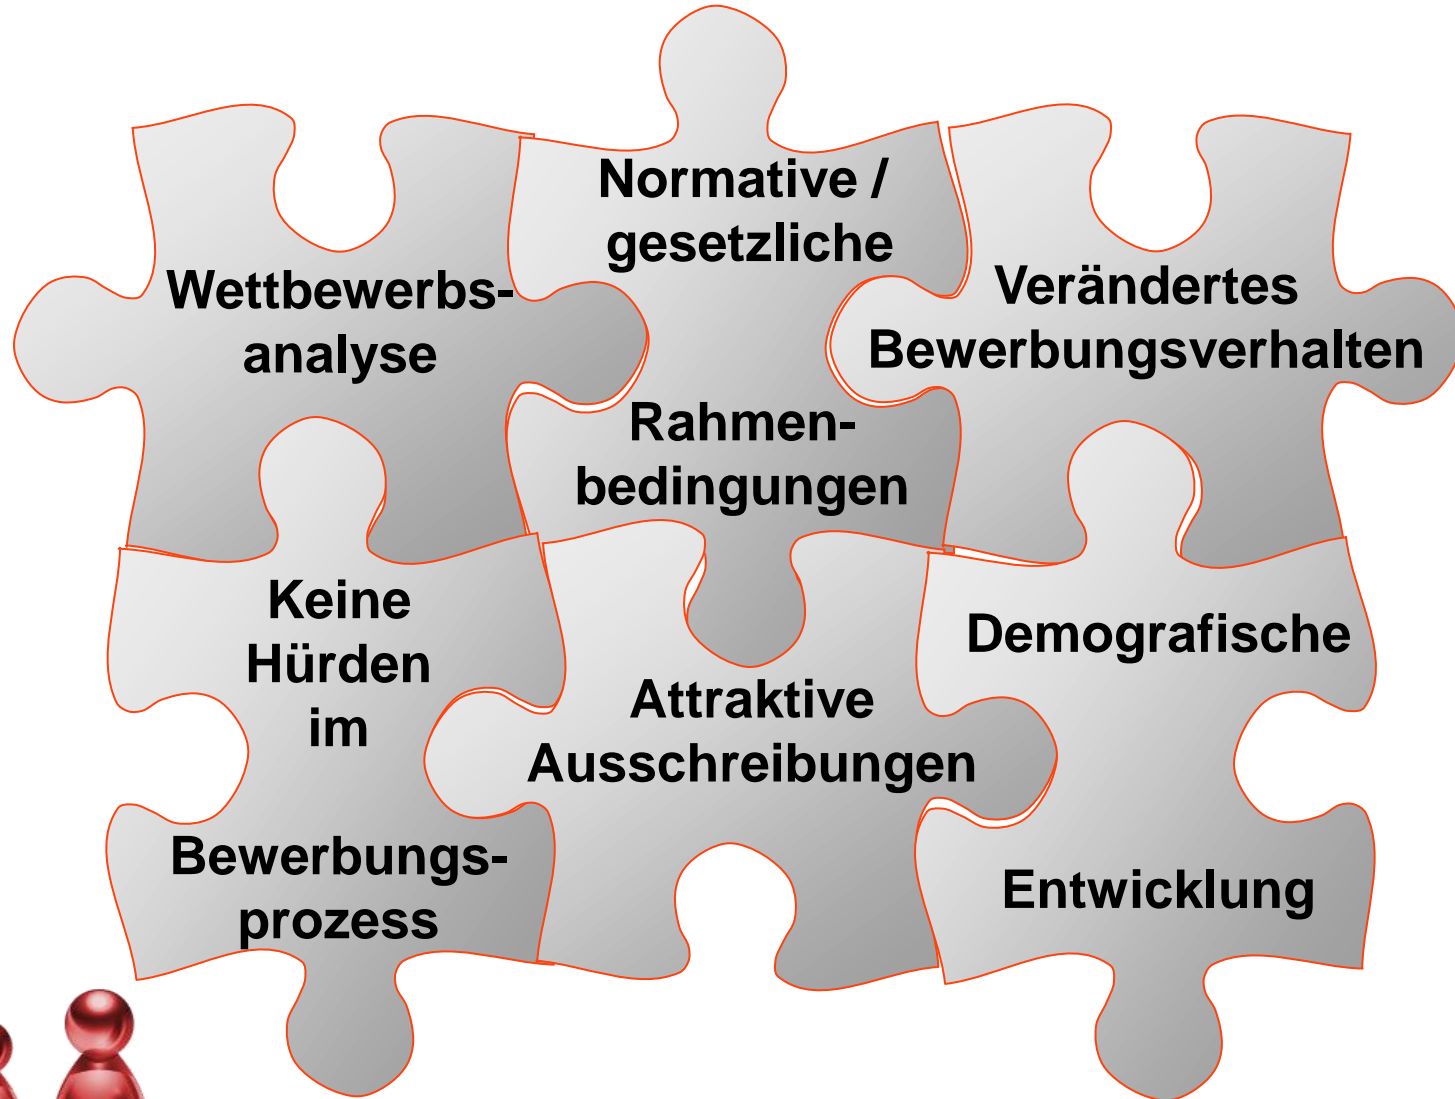 Wettbewerbs-
analyse
Normative /
gesetzliche
Rahmen-
bedingungen
Verändertes
Bewerbungsverhalten
Keine
Hürden
im
Bewerbungs-
prozess
Attraktive
Ausschreibungen
Demografische
Entwicklung